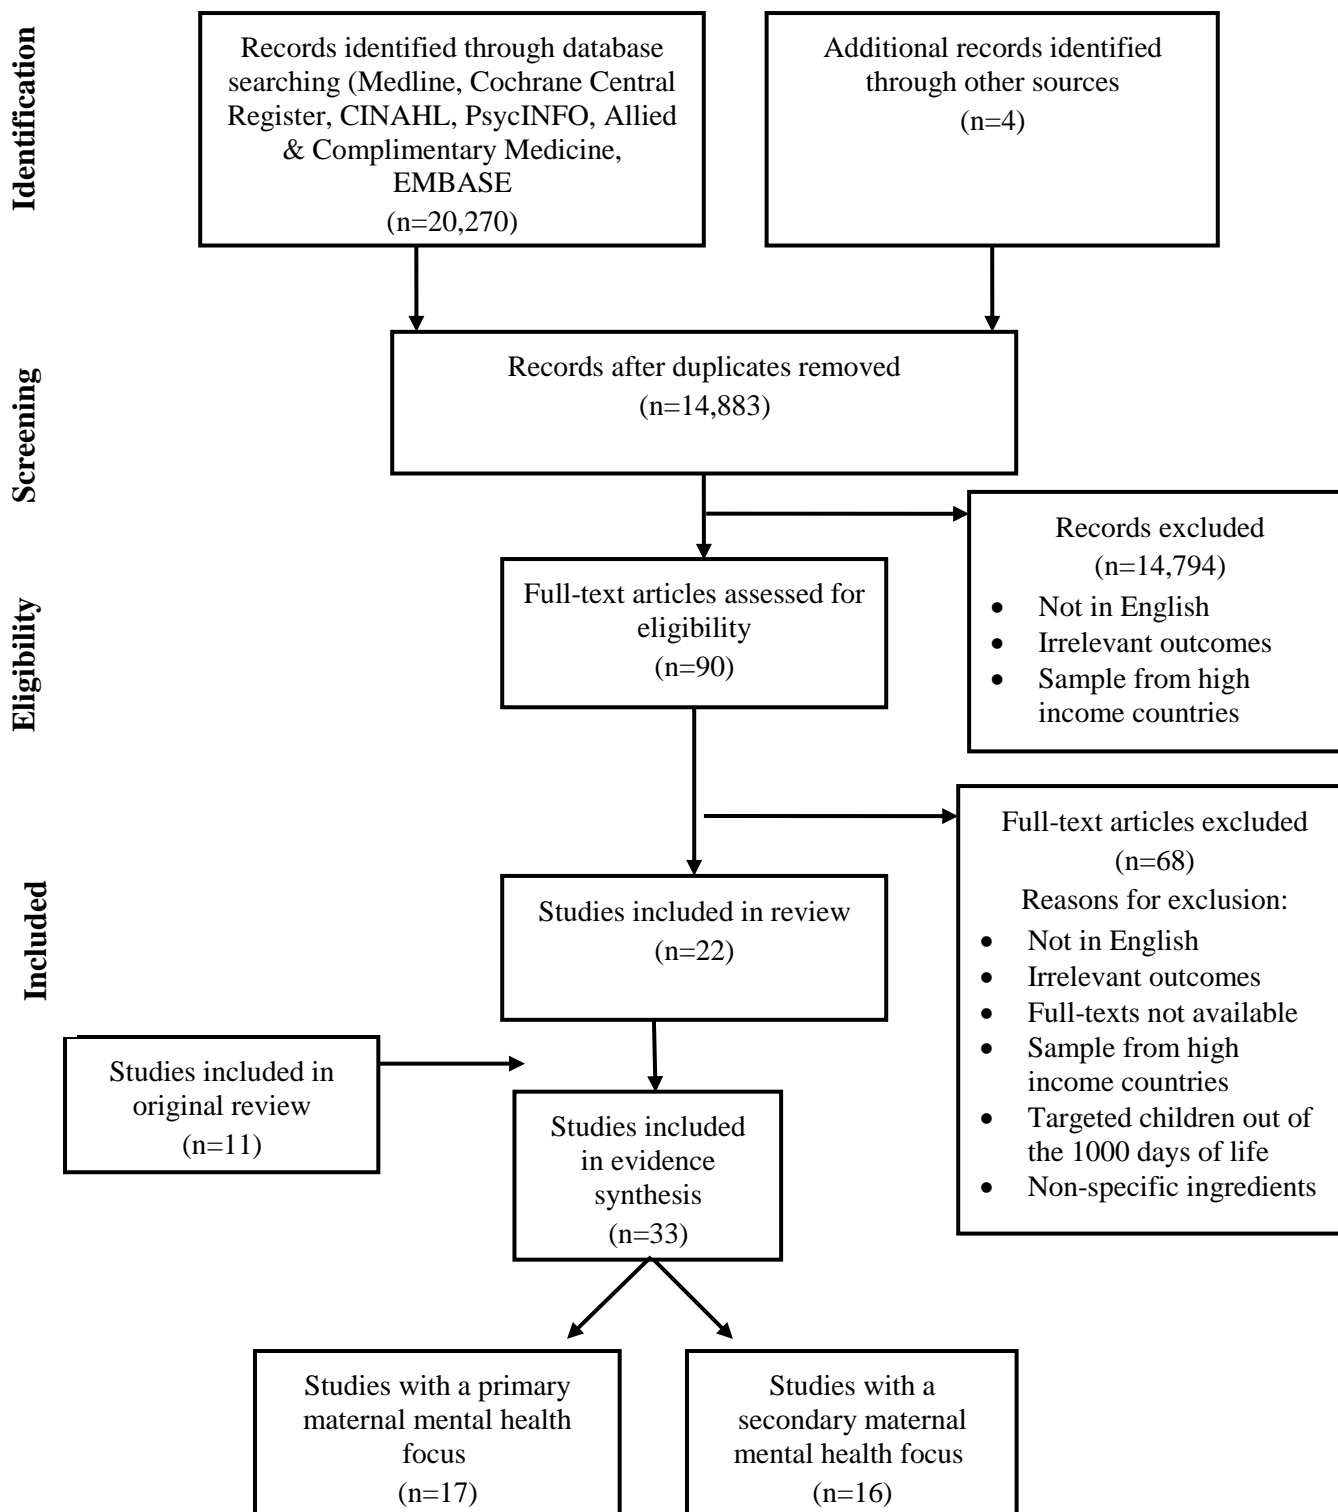 Identification
Records identified through database
searching (Medline, Cochrane Central
Register, CINAHL, PsycINFO, Allied
& Complimentary Medicine,
EMBASE
(n=20,270)
Additional records identified
through other sources
(n=4)
Screening
Records after duplicates removed
(n=14,883)
Records excluded
(n=14,794)
• Not in English
• Irrelevant outcomes
• Sample from high
income countries
Eligibility
Full-text articles assessed for
eligibility
(n=90)
Full-text articles excluded
(n=68)
Reasons for exclusion:
• Not in English
• Irrelevant outcomes
• Full-texts not available
• Sample from high
income countries
• Targeted children out of
the 1000 days of life
• Non-specific ingredients
Included
Studies included in review
(n=22)
Studies included in
original review
(n=11)
Studies included
in evidence
synthesis
(n=33)
Studies with a primary
maternal mental health
focus
(n=17)
Studies with a
secondary maternal
mental health focus
(n=16)